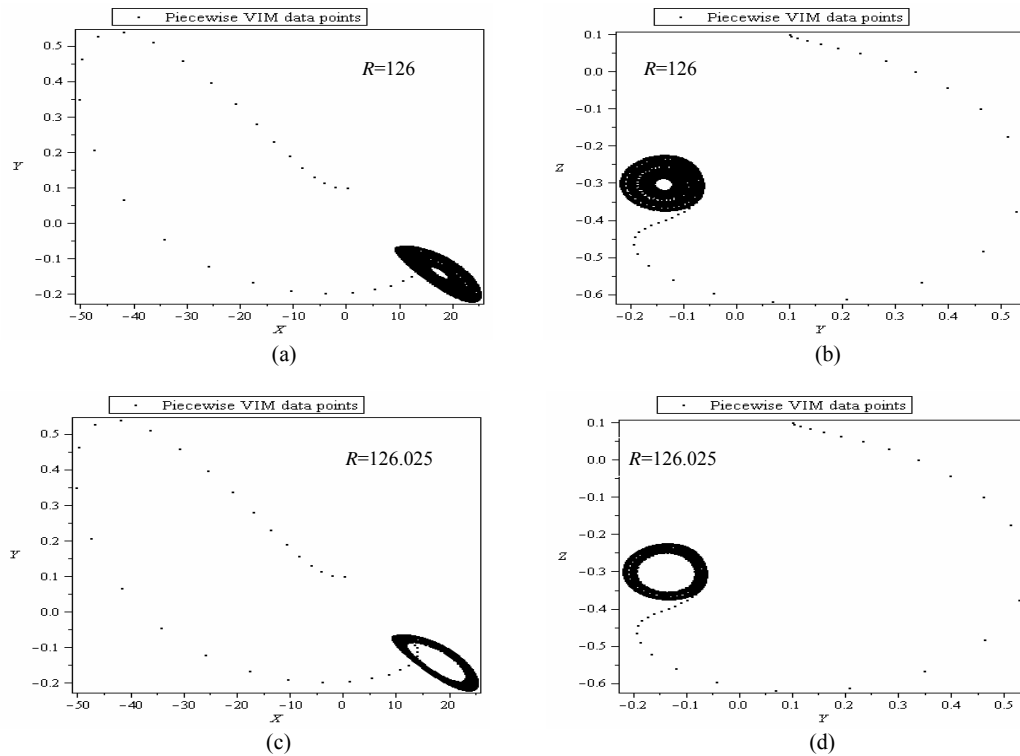 Piecewise VIM data points
R=126
Y
0.5
0.4
0.3
0.2
0.1
0.0
−0.1
−0.2
−50 −40 −30 −20 −10 0 10 20
X
(a)
Piecewise VIM data points
R=126
Z
0.1
0.0
−0.1
−0.2
−0.3
−0.4
−0.5
−0.6
−0.2 −0.1 0.0 0.1 0.2 0.3 0.4 0.5
Y
(b)
Piecewise VIM data points
R=126.025
Y
0.5
0.4
0.3
0.2
0.1
0.0
−0.1
−0.2
−50 −40 −30 −20 −10 0 10 20
X
(c)
Piecewise VIM data points
R=126.025
Z
0.1
0.0
−0.1
−0.2
−0.3
−0.4
−0.5
−0.6
−0.2 −0.1 0.0 0.1 0.2 0.3 0.4 0.5
Y
(d)